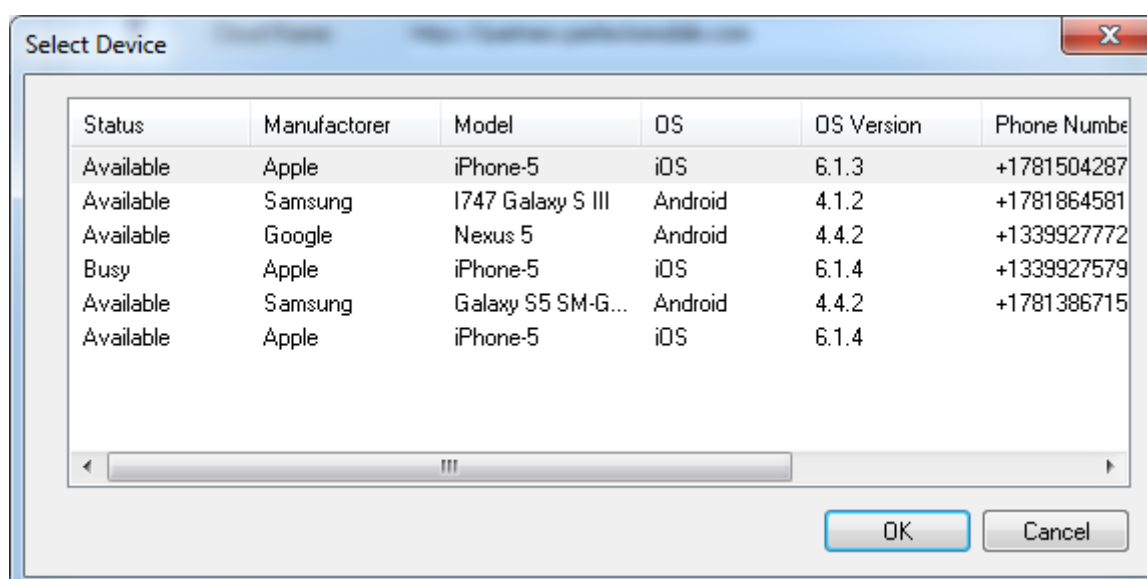 Select Device
Status Manufactorer Model OS OS Version Phone Numbe
Available Apple iPhone-5 iOS 6.1.3 +1781504287
Available Samsung I747 Galaxy S III Android 4.1.2 +1781864581
Available Google Nexus 5 Android 4.4.2 +1339927772
Busy Apple iPhone-5 iOS 6.1.4 +1339927579
Available Samsung Galaxy S5 SM-G... Android 4.4.2 +1781386715
Available Apple iPhone-5 iOS 6.1.4
OK Cancel